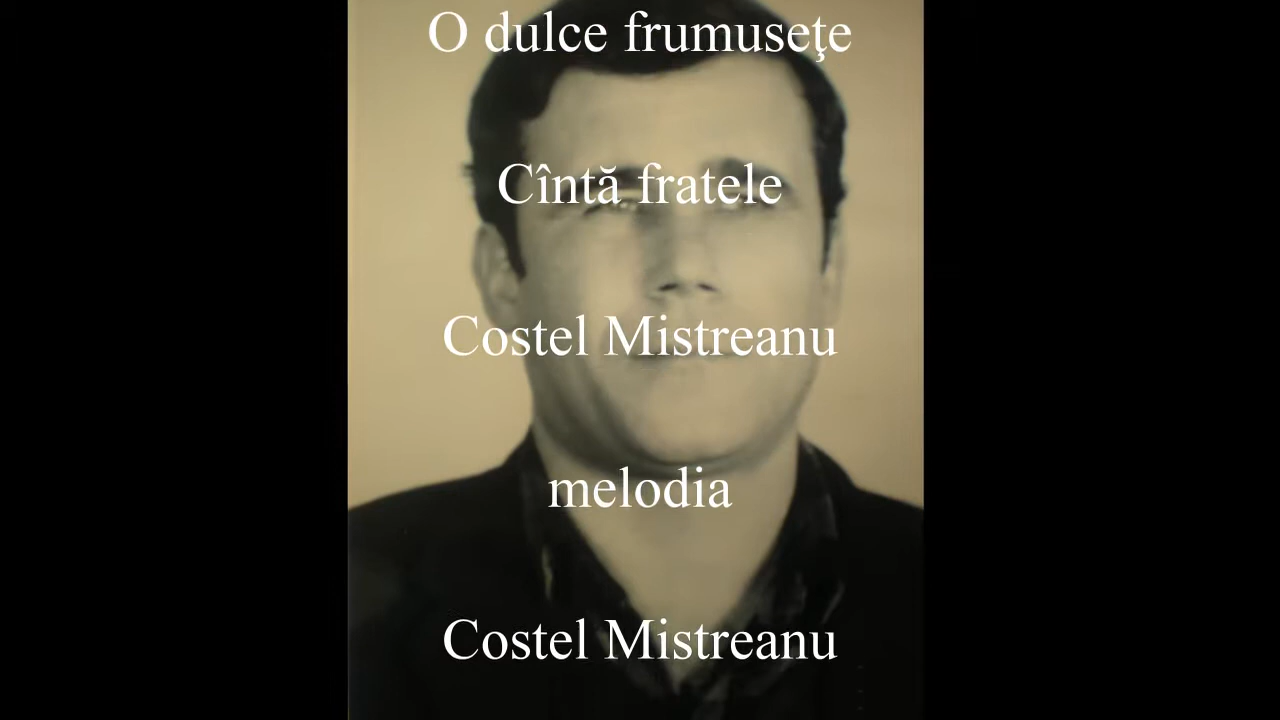 O dulce frumuseţe
Cîntă fratele
Costel Mistreanu
melodia
Costel Mistreanu